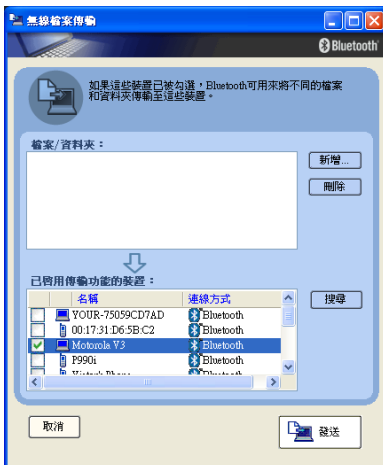 無線檔案傳輸
Bluetooth
如果這些裝置已被勾選，Bluetooth可用來將不同的檔案
和資料夾傳輸至這些裝置。
檔案/資料夾：
新增...
刪除
已啓用傳輸功能的裝置：
名稱 連線方式
搜尋
YOUR-75059CD7AD Bluetooth
00:17:31:D6:5B:C2 Bluetooth
Motorola V3 Bluetooth
P990i Bluetooth
Bluetooth
取消
發送